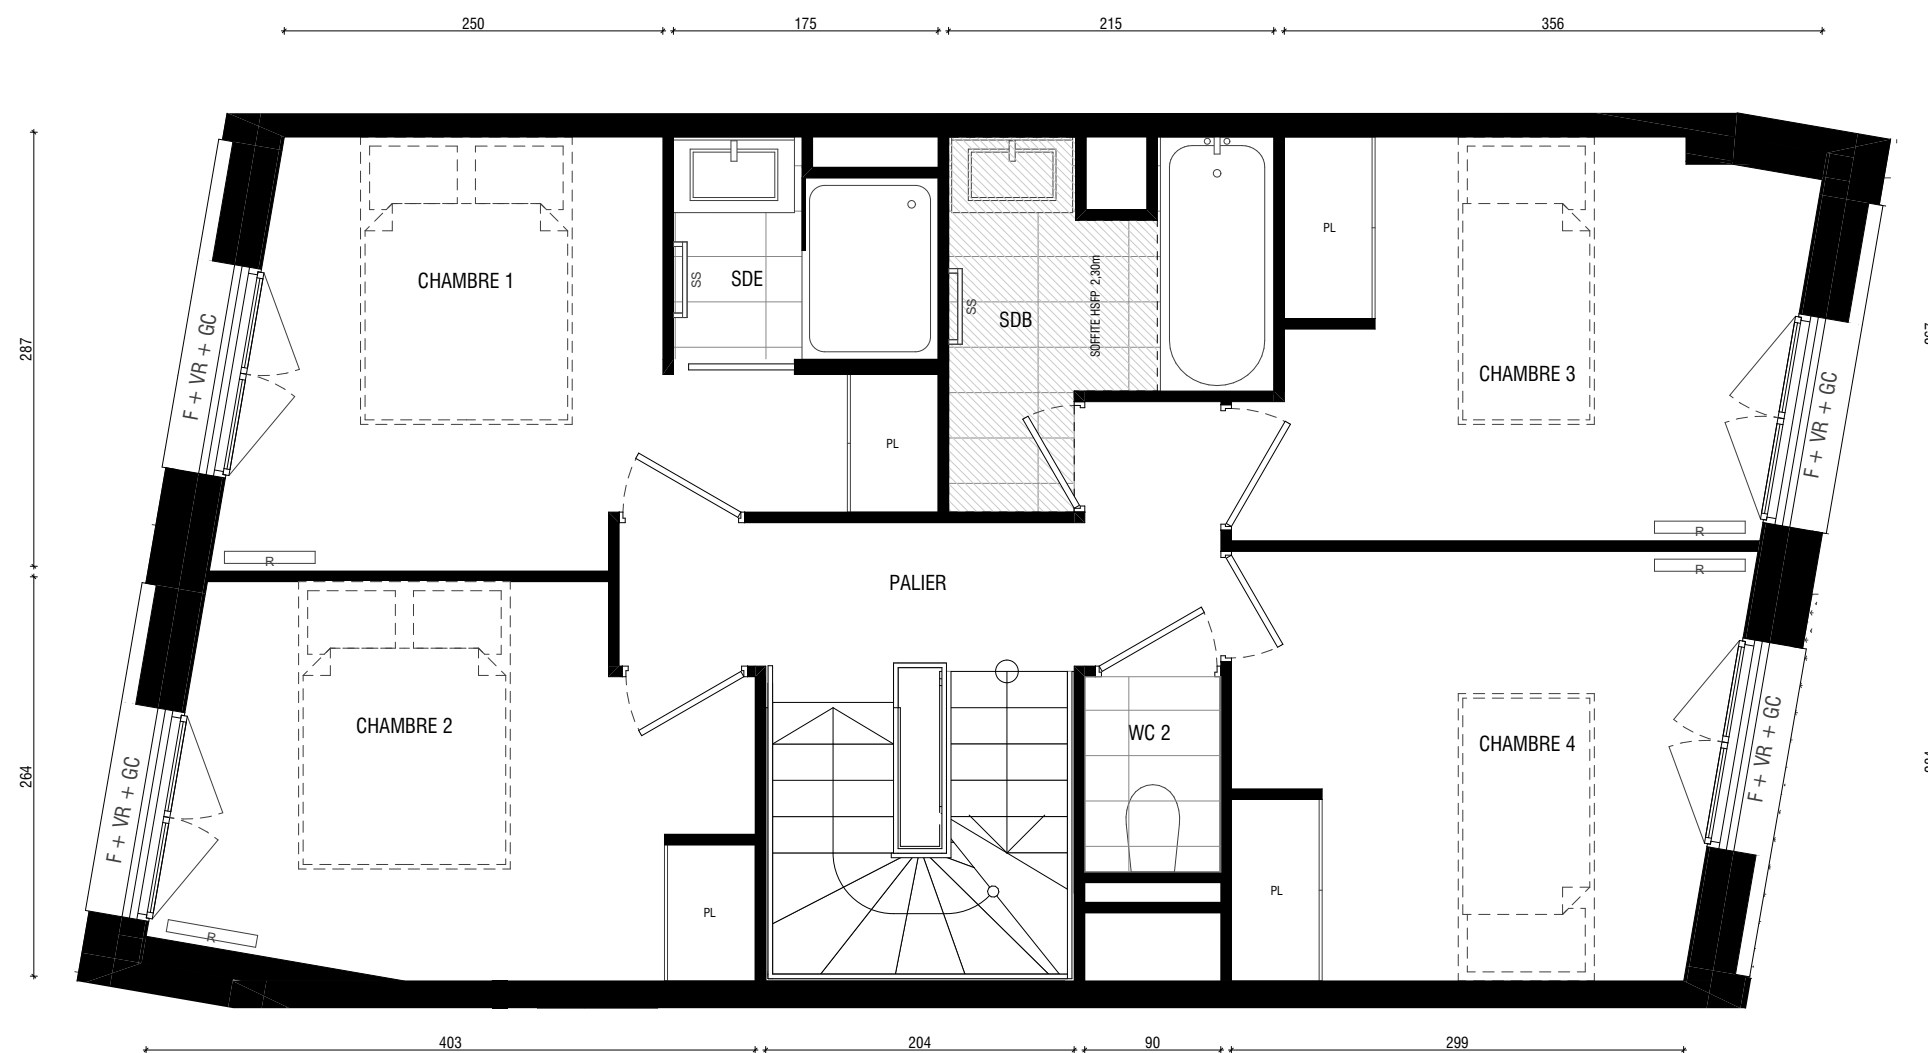 250
175
215
356
CHAMBRE 1
SS
SDE
SS
SDB
SOFFITE HSFP 2,30m
PL
CHAMBRE 3
F + VR + GC
287
F + VR + GC
PL
R
R
R
PALIER
CHAMBRE 2
WC 2
CHAMBRE 4
F + VR + GC
264
F + VR + GC
PL
PL
R
403
204
90
299